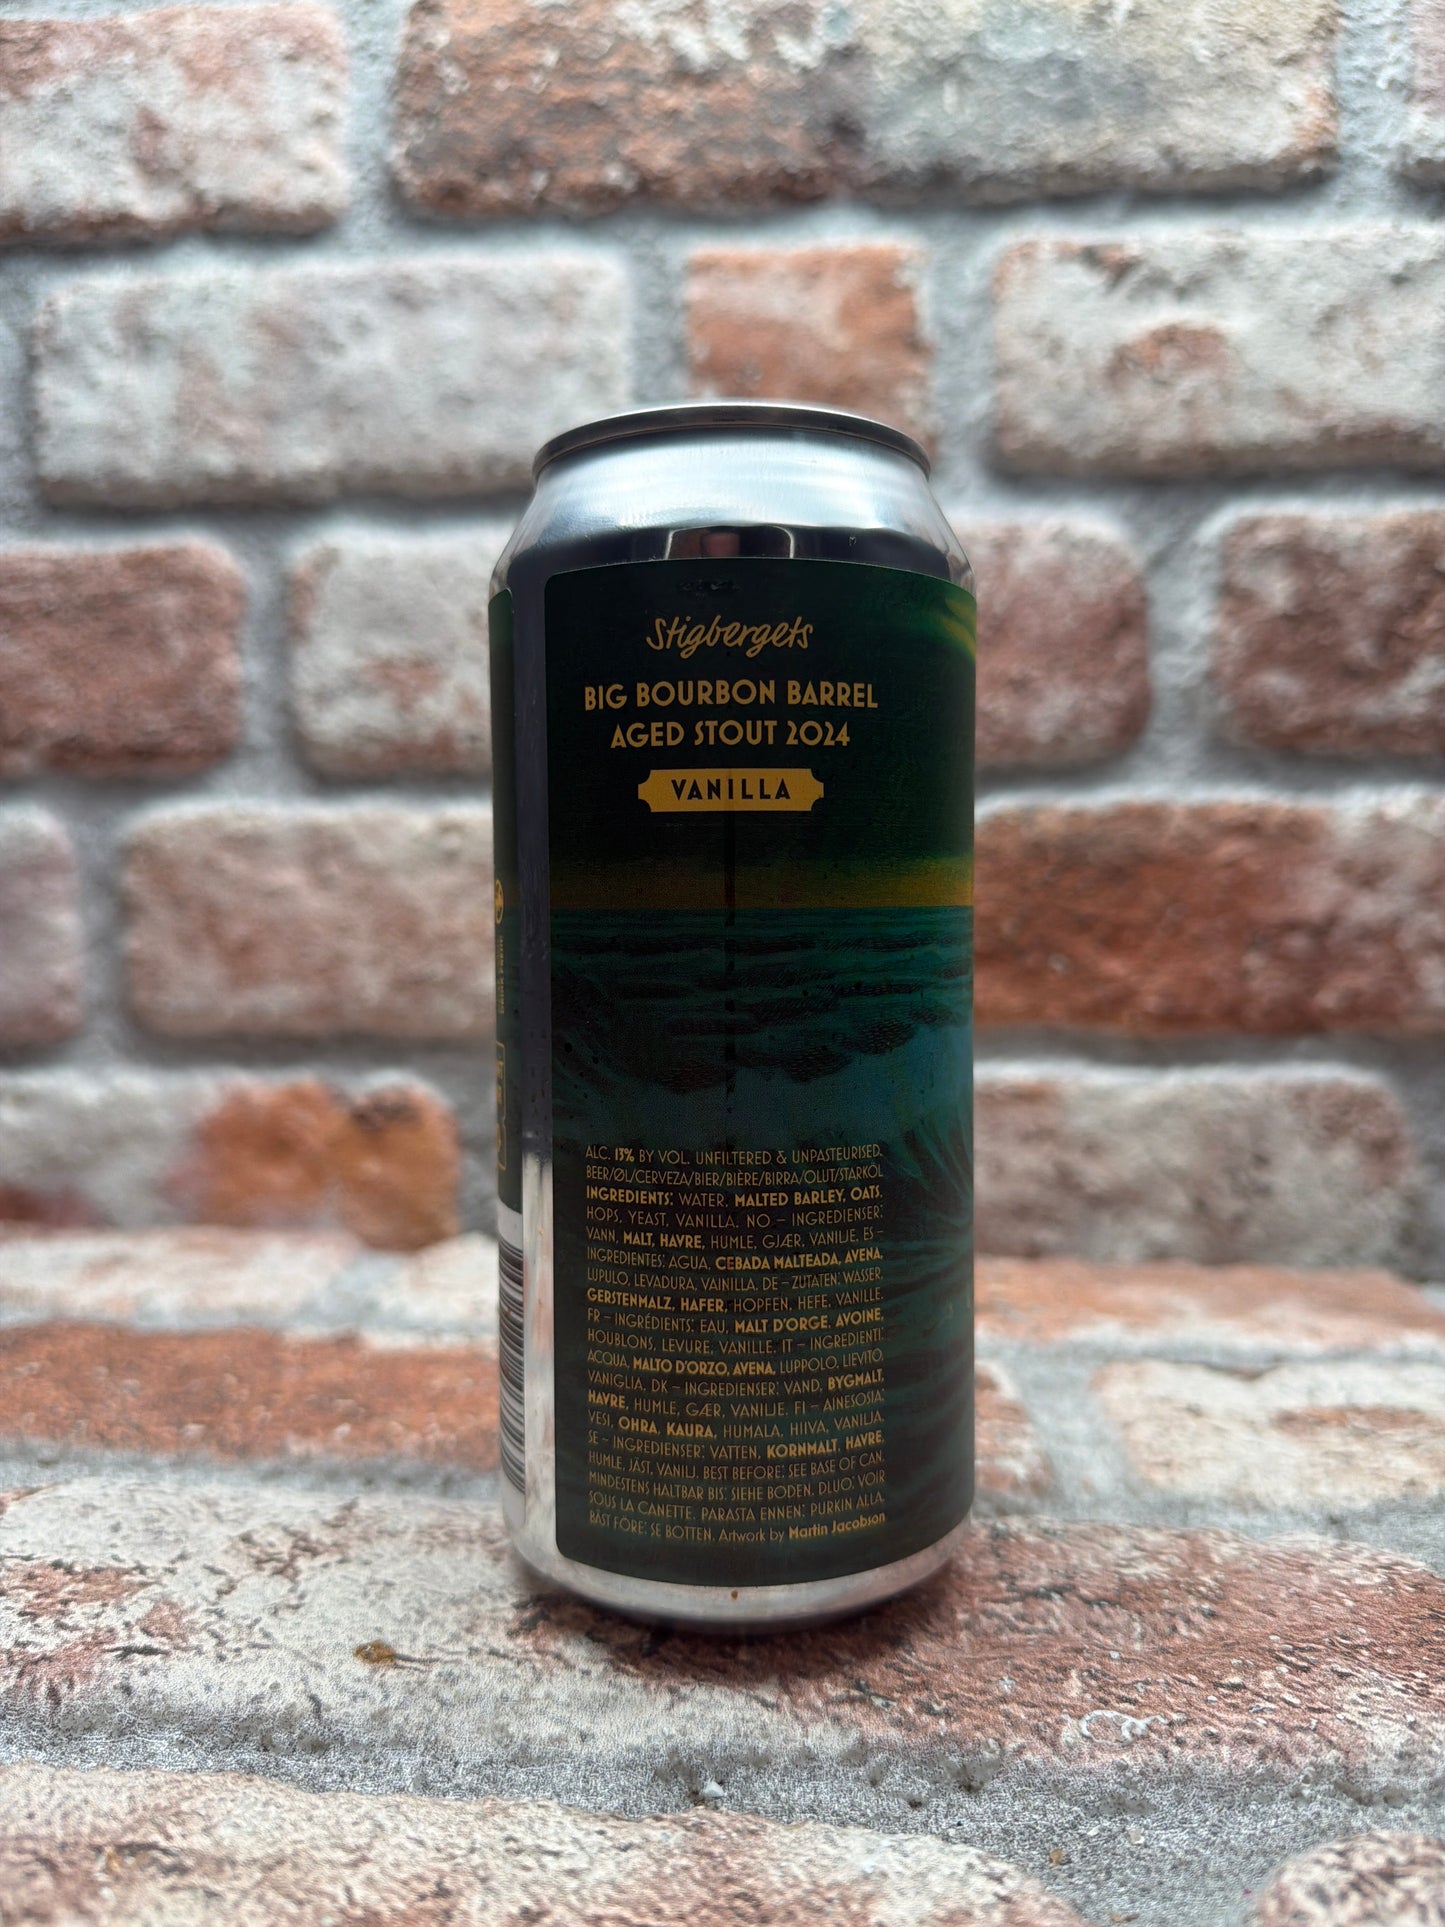 Stigbergets
BIG BOURBON BARREL
AGED STOUT 2024
VANILLA
ALC. 13% BY VOL. UNFILTERED & UNPASTEURISED.
BEER/ØL/CERVEZA/BIER/BIÈRE/BIRRA/OLUT/STARKÖL
INGREDIENTS: WATER, MALTED BARLEY, OATS,
HOPS, YEAST, VANILLA. NO – INGREDIENSER:
VANN, MALT, HAVRE, HUMLE, GJÆR, VANILJE. ES –
INGREDIENTES: AGUA, CEBADA MALTEADA, AVENA,
LUPULO, LEVADURA, VAINILLA. DE – ZUTATEN: WASSER,
GERSTENMALZ, HAFER, HOPFEN, HEFE, VANILLE.
FR – INGRÉDIENTS: EAU, MALT D'ORGE, AVOINE,
HOUBLONS, LEVURE, VANILLE. IT – INGREDIENTI:
ACQUA, MALTO D'ORZO, AVENA, LUPPOLO, LIEVITO,
VANIGLIA. DK – INGREDIENSER: VAND, BYGMALT,
HAVRE, HUMLE, GÆR, VANILJE. FI – AINESOSIA:
VESI, OHRA, KAURA, HUMALA, HIIVA, VANILJA.
SE – INGREDIENSER: VATTEN, KORNMALT, HAVRE,
HUMLE, JÄST, VANILJ. BEST BEFORE: SEE BASE OF CAN.
MINDESTENS HALTBAR BIS: SIEHE BODEN. DLUO: VOIR
SOUS LA CANETTE. PARASTA ENNEN: PURKIN ALLA.
BÄST FÖRE: SE BOTTEN. Artwork by Martin Jacobson